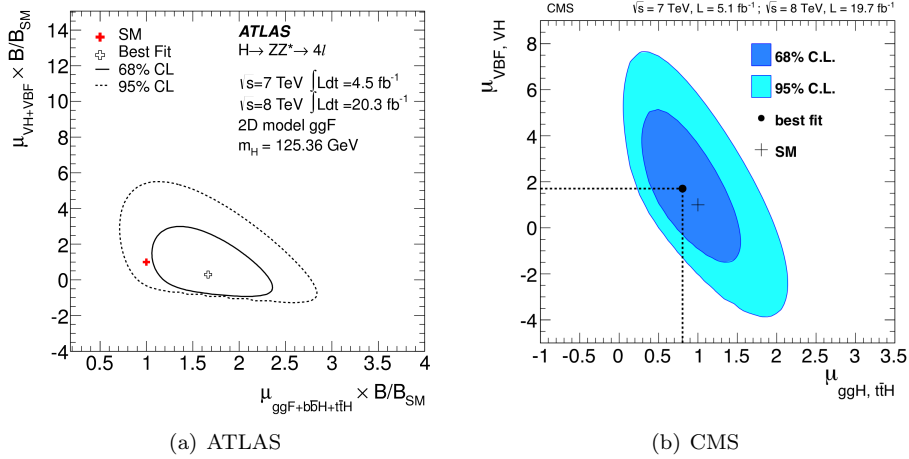 ATLAS
H→ ZZ*→ 4l
√s=7 TeV ∫Ldt =4.5 fb⁻¹
√s=8 TeV ∫Ldt =20.3 fb⁻¹
2D model ggF
m_H = 125.36 GeV
SM
Best Fit
68% CL
95% CL
μ_VH+VBF × B/B_SM
14
12
10
8
6
4
2
0
-2
-4
0.5 1 1.5 2 2.5 3 3.5 4
μ_ggF+bb̄H+tt̄H × B/B_SM
(a) ATLAS
CMS √s = 7 TeV, L = 5.1 fb⁻¹ ; √s = 8 TeV, L = 19.7 fb⁻¹
68% C.L.
95% C.L.
best fit
SM
μ_VBF, VH
8
6
4
2
0
-2
-4
-1 -0.5 0 0.5 1 1.5 2 2.5 3 3.5
μ_ggH, tt̄H
(b) CMS